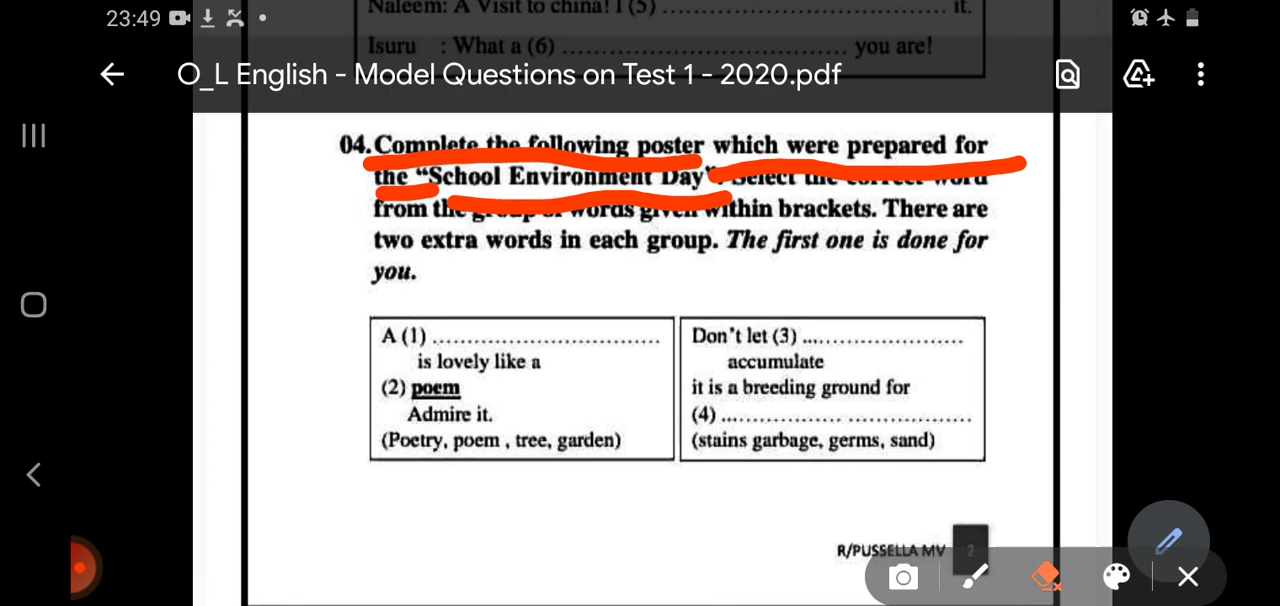 23:49
Naleem: A Visit to china! I (5) ........................................ it.
Isuru : What a (6) ........................................ you are!
O_L English - Model Questions on Test 1 - 2020.pdf
04. Complete the following poster which were prepared for
the “School Environment Day”. Select the correct word
from the group of words given within brackets. There are
two extra words in each group. The first one is done for
you.
A (1) ................................
is lovely like a
(2) poem
Admire it.
(Poetry, poem , tree, garden)
Don't let (3) .......................
accumulate
it is a breeding ground for
(4) ................. .................
(stains garbage, germs, sand)
R/PUSSELLA MV 2